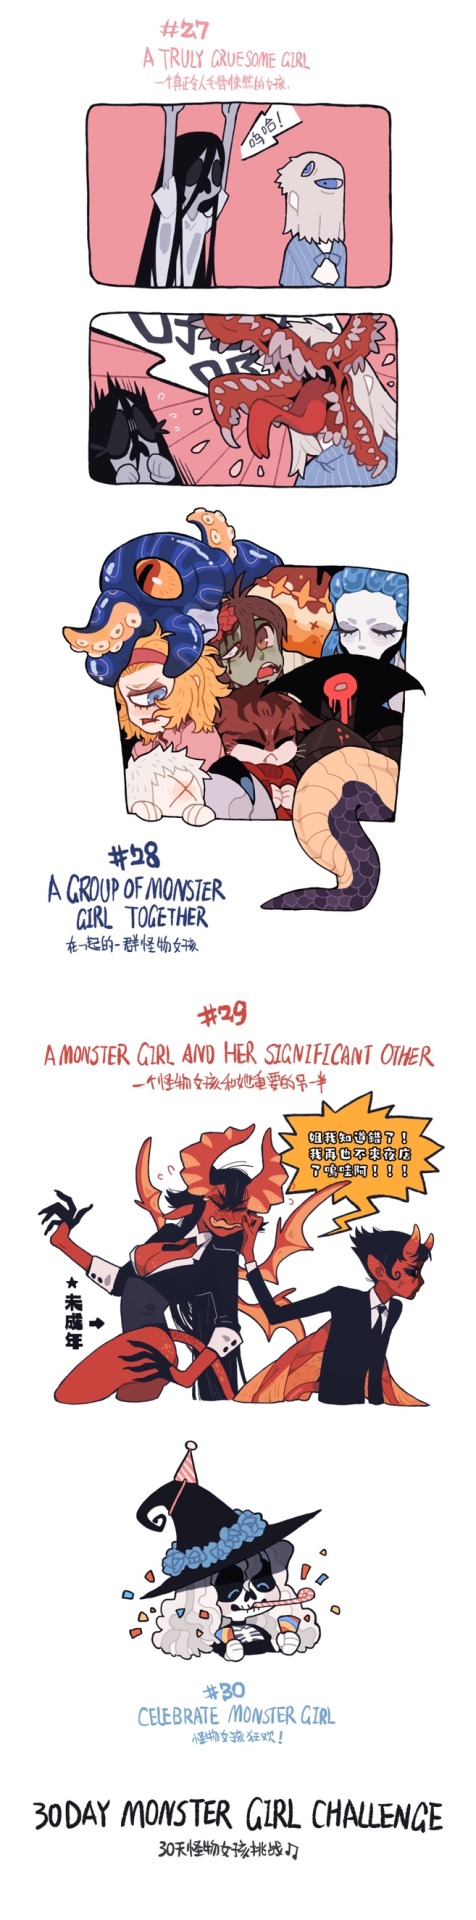 #27
A TRULY GRUESOME GIRL
一个真正令人毛骨悚然的女孩.
呜哈!
#28
A GROUP OF MONSTER
GIRL TOGETHER
在一起的一群怪物女孩
#29
A MONSTER GIRL AND HER SIGNIFICANT OTHER
一个怪物女孩和她重要的另一半
姐我知道錯了！
我再也不來夜店
了嗚哇阿！！！
★未成年→
#30
CELEBRATE MONSTER GIRL
怪物女孩狂欢!
30DAY MONSTER GIRL CHALLENGE
30天怪物女孩挑战♫